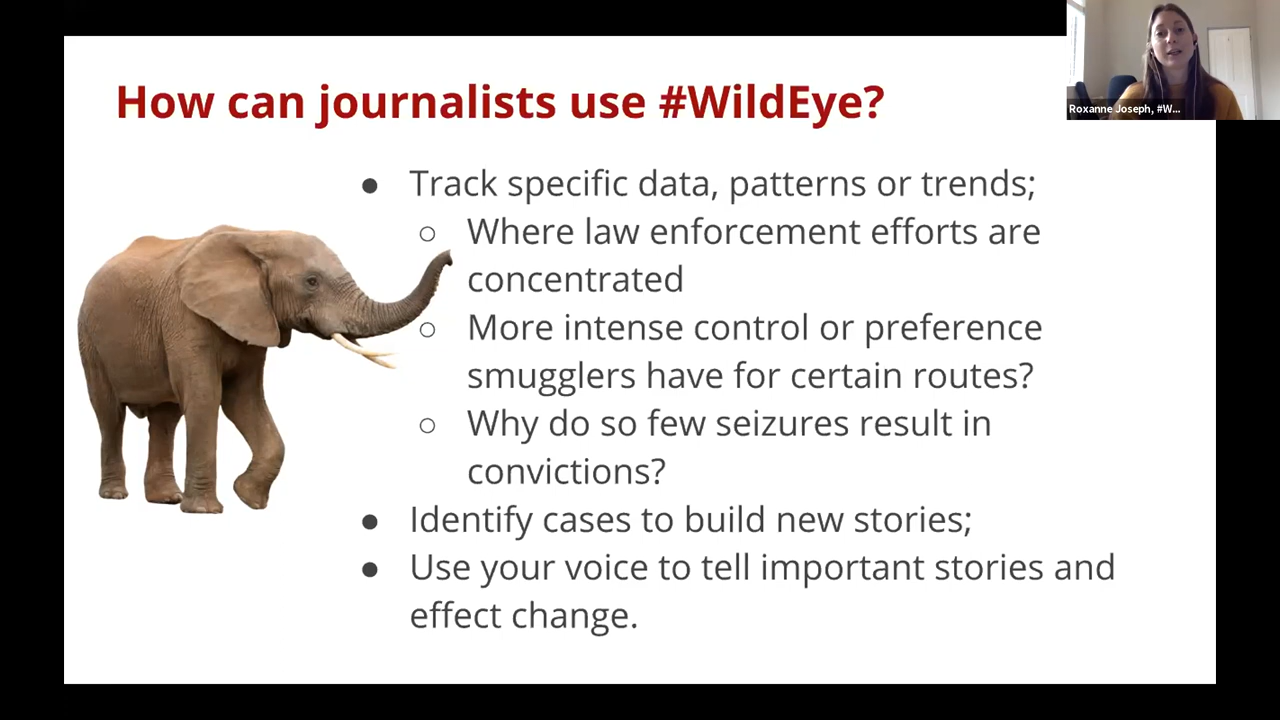 Roxanne Joseph, #W...
How can journalists use #WildEye?
● Track specific data, patterns or trends;
○ Where law enforcement efforts are
concentrated
○ More intense control or preference
smugglers have for certain routes?
○ Why do so few seizures result in
convictions?
● Identify cases to build new stories;
● Use your voice to tell important stories and
effect change.